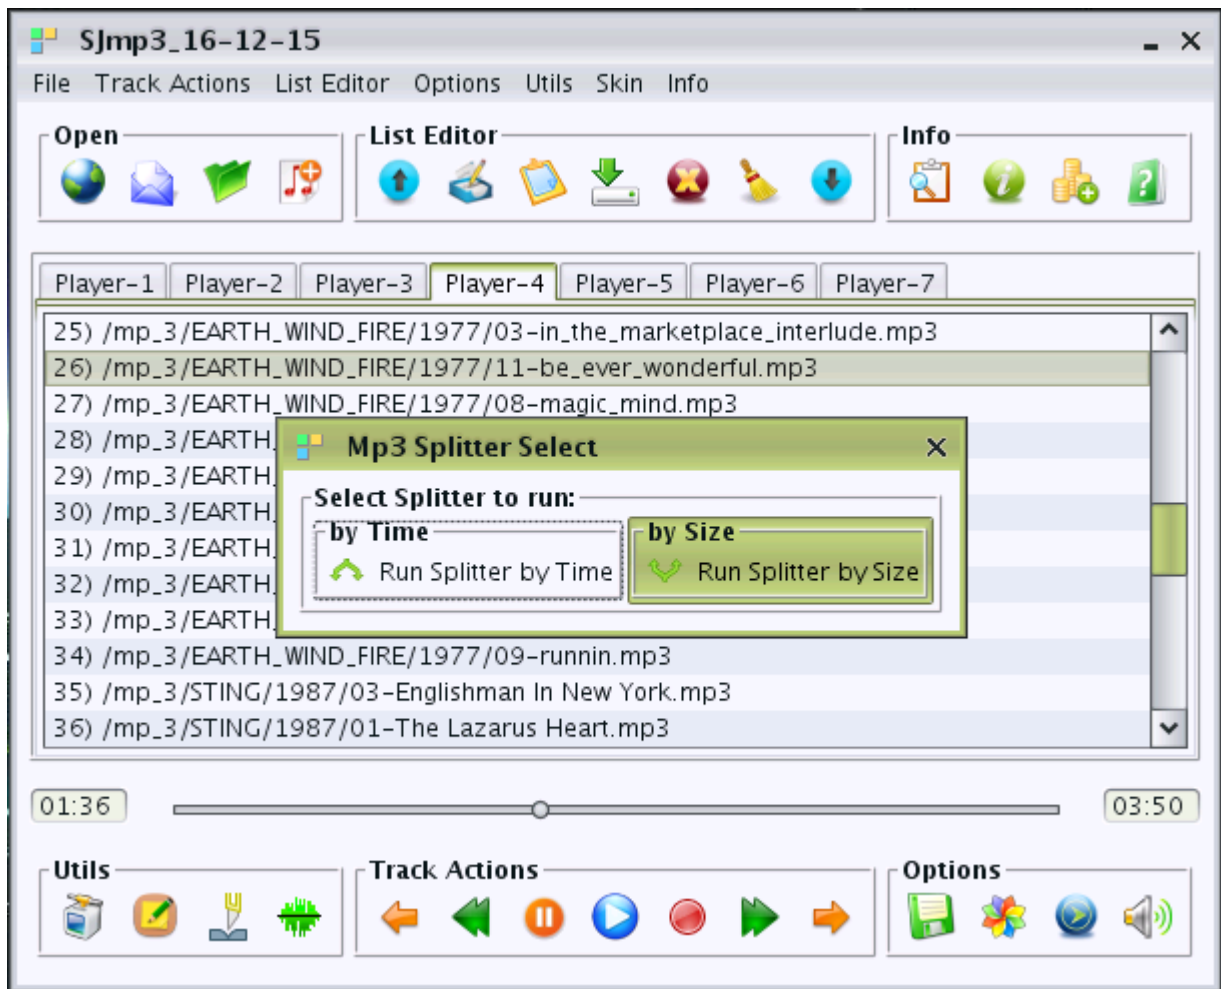 SJmp3_16-12-15
File Track Actions List Editor Options Utils Skin Info
Open List Editor Info
Player-1 Player-2 Player-3 Player-4 Player-5 Player-6 Player-7
25) /mp_3/EARTH_WIND_FIRE/1977/03-in_the_marketplace_interlude.mp3
26) /mp_3/EARTH_WIND_FIRE/1977/11-be_ever_wonderful.mp3
27) /mp_3/EARTH_WIND_FIRE/1977/08-magic_mind.mp3
28) /mp_3/EARTH_
29) /mp_3/EARTH_
30) /mp_3/EARTH_
31) /mp_3/EARTH_
32) /mp_3/EARTH_
33) /mp_3/EARTH_
34) /mp_3/EARTH_WIND_FIRE/1977/09-runnin.mp3
35) /mp_3/STING/1987/03-Englishman In New York.mp3
36) /mp_3/STING/1987/01-The Lazarus Heart.mp3
Mp3 Splitter Select
Select Splitter to run:
by Time by Size
Run Splitter by Time Run Splitter by Size
01:36 03:50
Utils Track Actions Options